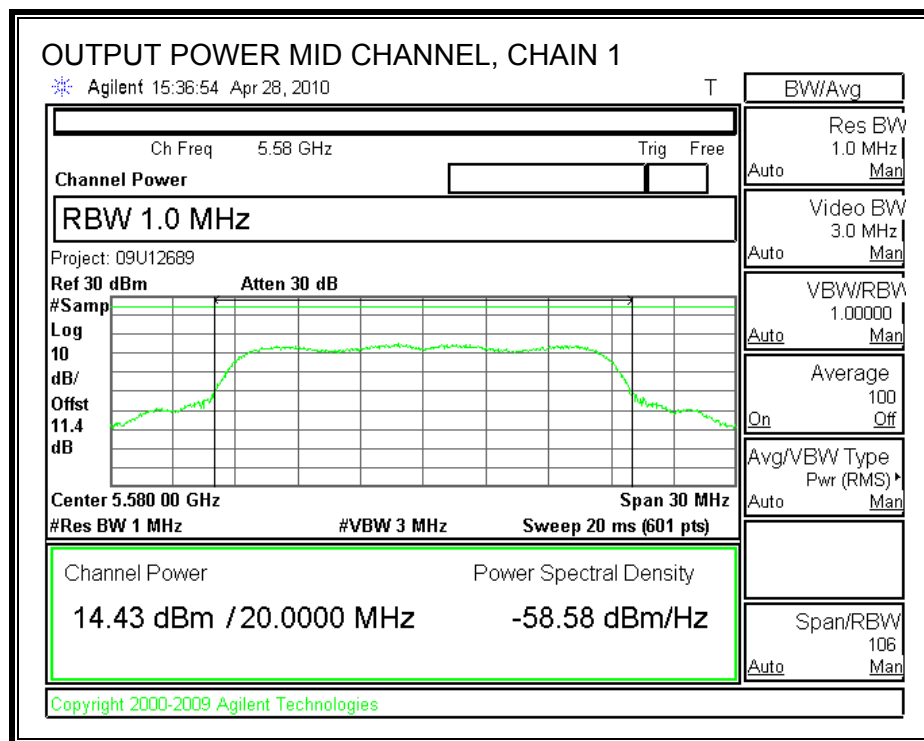 OUTPUT POWER MID CHANNEL, CHAIN 1
Agilent 15:36:54 Apr 28, 2010 T
Ch Freq 5.58 GHz Trig Free
Channel Power
RBW 1.0 MHz
Project: 09U12689
Ref 30 dBm Atten 30 dB
#Samp
Log
10
dB/
Offst
11.4
dB
Center 5.580 00 GHz Span 30 MHz
#Res BW 1 MHz #VBW 3 MHz Sweep 20 ms (601 pts)
Channel Power Power Spectral Density
14.43 dBm / 20.0000 MHz -58.58 dBm/Hz
Copyright 2000-2009 Agilent Technologies
BW/Avg
Res BW
1.0 MHz
Auto Man
Video BW
3.0 MHz
Auto Man
VBW/RBW
1.00000
Auto Man
Average
100
On Off
Avg/VBW Type
Pwr (RMS)
Auto Man
Span/RBW
106
Auto Man